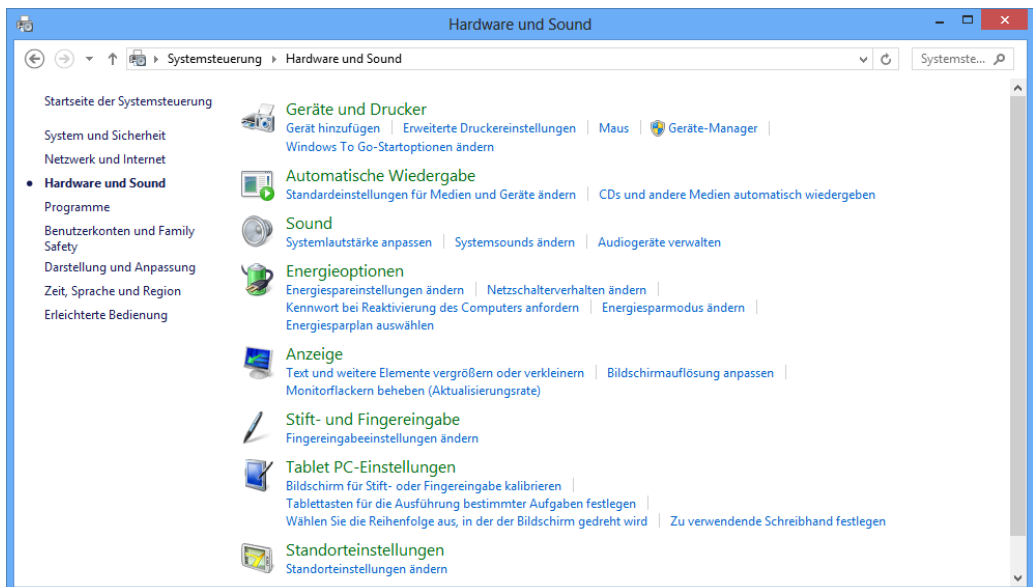 Hardware und Sound
Systemsteuerung Hardware und Sound
Systemste...
Startseite der Systemsteuerung
System und Sicherheit
Netzwerk und Internet
Hardware und Sound
Programme
Benutzerkonten und Family
Safety
Darstellung und Anpassung
Zeit, Sprache und Region
Erleichterte Bedienung
Geräte und Drucker
Gerät hinzufügen Erweiterte Druckereinstellungen Maus Geräte-Manager
Windows To Go-Startoptionen ändern
Automatische Wiedergabe
Standardeinstellungen für Medien und Geräte ändern CDs und andere Medien automatisch wiedergeben
Sound
Systemlautstärke anpassen Systemsounds ändern Audiogeräte verwalten
Energieoptionen
Energiespareinstellungen ändern Netzschalterverhalten ändern
Kennwort bei Reaktivierung des Computers anfordern Energiesparmodus ändern
Energiesparplan auswählen
Anzeige
Text und weitere Elemente vergrößern oder verkleinern Bildschirmauflösung anpassen
Monitorflackern beheben (Aktualisierungsrate)
Stift- und Fingereingabe
Fingereingabeeinstellungen ändern
Tablet PC-Einstellungen
Bildschirm für Stift- oder Fingereingabe kalibrieren
Tablettasten für die Ausführung bestimmter Aufgaben festlegen
Wählen Sie die Reihenfolge aus, in der der Bildschirm gedreht wird Zu verwendende Schreibhand festlegen
Standorteinstellungen
Standorteinstellungen ändern